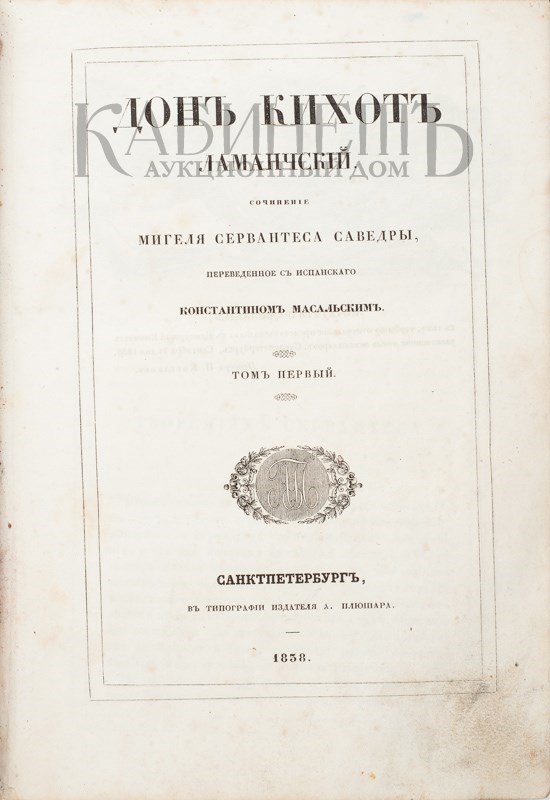 ДОНЪ КИХОТЪ
КАБИНЕТЪ
ЛАМАНЧСКІЙ.
АУКЦИОННЫЙ ДОМ
СОЧИНЕНІЕ
МИГЕЛЯ СЕРВАНТЕСА САВЕДРЫ,
ПЕРЕВЕДЕННОЕ СЪ ИСПАНСКАГО
КОНСТАНТИНОМЪ МАСАЛЬСКИМЪ.
ТОМЪ ПЕРВЫЙ.
САНКТПЕТЕРБУРГЪ,
ВЪ ТИПОГРАФІИ ИЗДАТЕЛЯ А. ПЛЮШАРА.
1838.